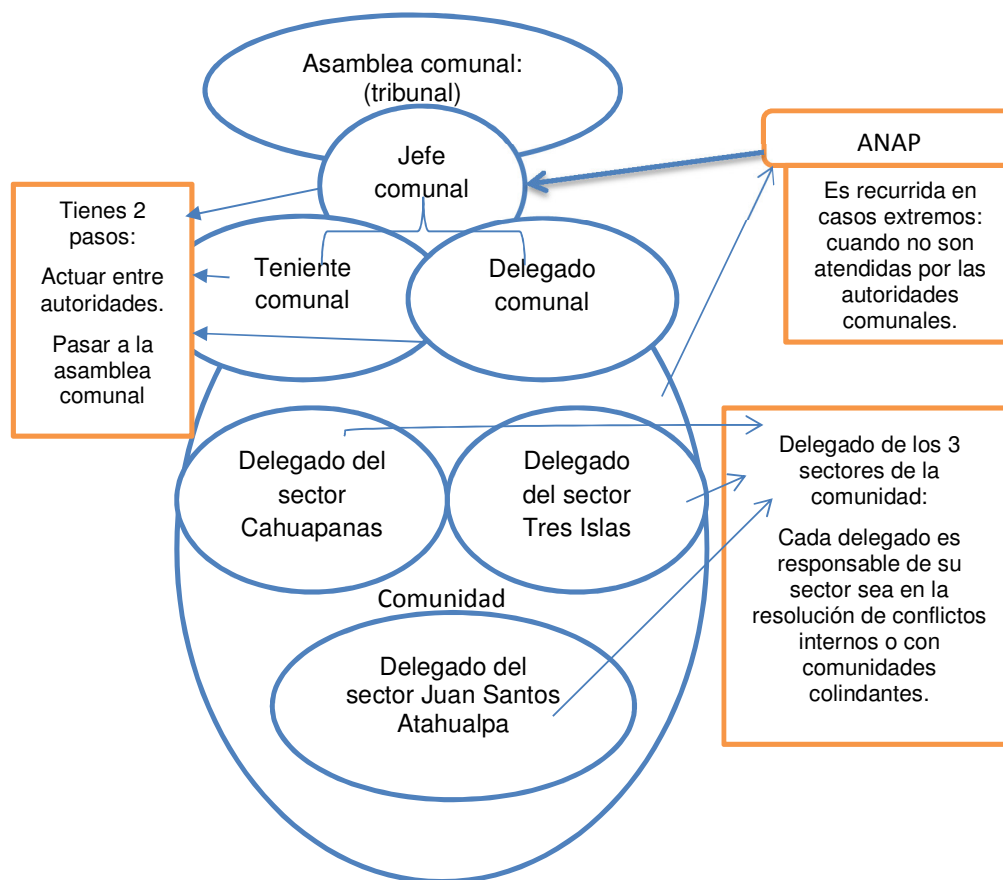 Asamblea comunal:
(tribunal)
Jefe
comunal
ANAP
Es recurrida en
casos extremos:
cuando no son
atendidas por las
autoridades
comunales.
Tienes 2
pasos:
Actuar entre
autoridades.
Pasar a la
asamblea
comunal
Teniente
comunal
Delegado
comunal
Delegado del
sector
Cahuapanas
Delegado
del sector
Tres Islas
Delegado de los 3
sectores de la
comunidad:
Cada delegado es
responsable de su
sector sea en la
resolución de conflictos
internos o con
comunidades
colindantes.
Comunidad
Delegado del
sector Juan Santos
Atahualpa